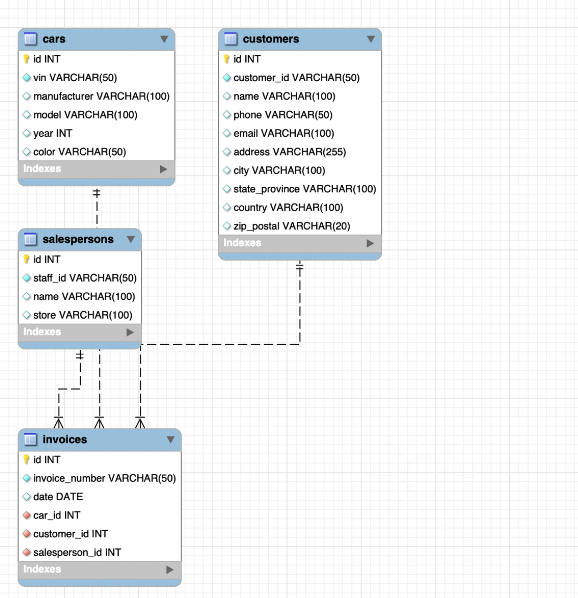 cars
id INT
vin VARCHAR(50)
manufacturer VARCHAR(100)
model VARCHAR(100)
year INT
color VARCHAR(50)
Indexes
customers
id INT
customer_id VARCHAR(50)
name VARCHAR(100)
phone VARCHAR(50)
email VARCHAR(100)
address VARCHAR(255)
city VARCHAR(100)
state_province VARCHAR(100)
country VARCHAR(100)
zip_postal VARCHAR(20)
Indexes
salespersons
id INT
staff_id VARCHAR(50)
name VARCHAR(100)
store VARCHAR(100)
Indexes
invoices
id INT
invoice_number VARCHAR(50)
date DATE
car_id INT
customer_id INT
salesperson_id INT
Indexes